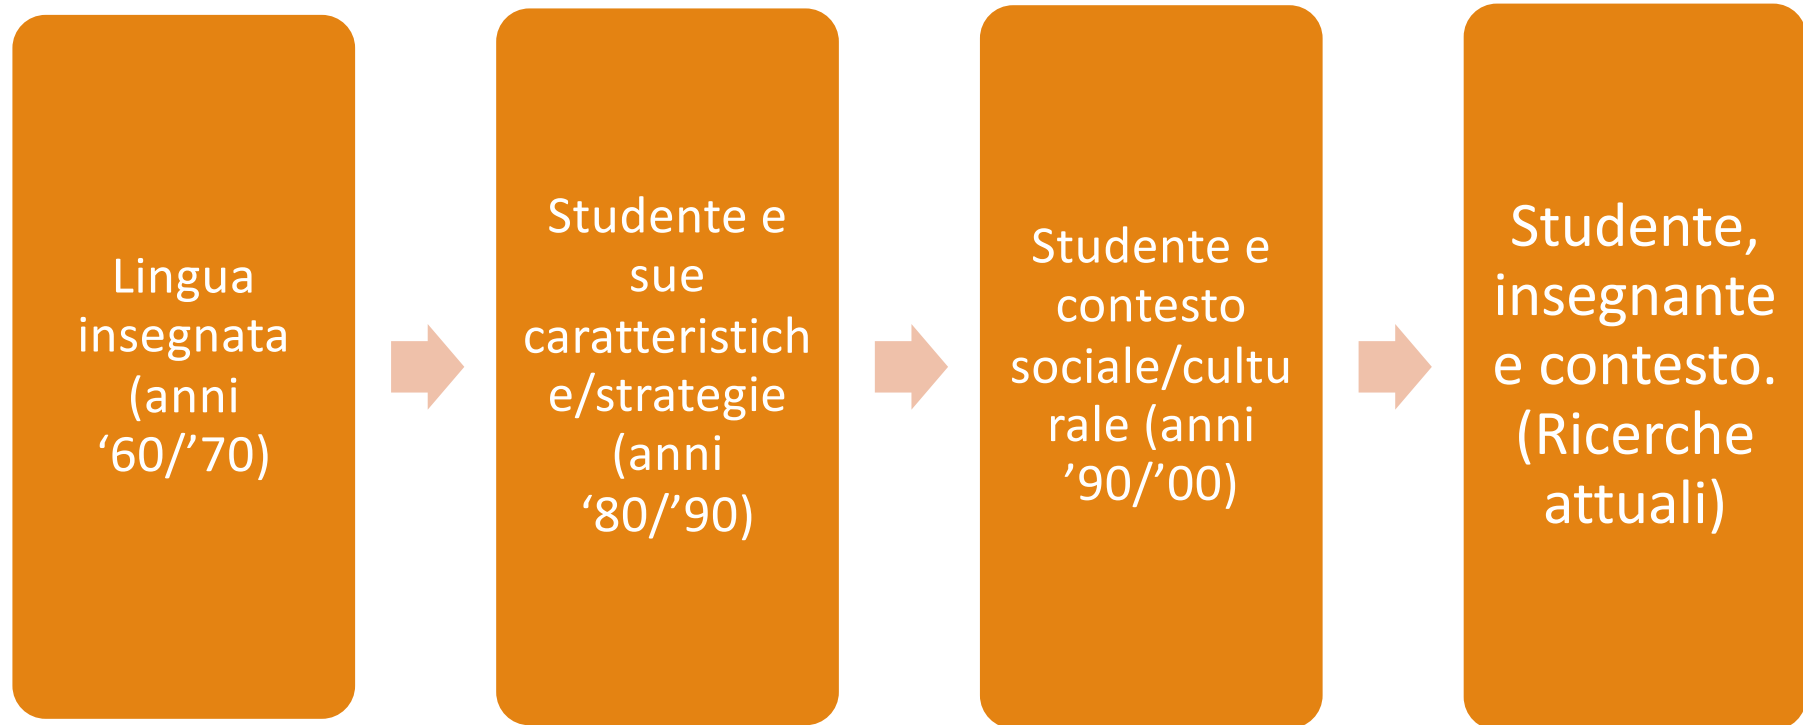 Lingua
insegnata
(anni
‘60/’70)
Studente e
sue
caratteristich
e/strategie
(anni
‘80/’90)
Studente e
contesto
sociale/cultu
rale (anni
’90/’00)
Studente,
insegnante
e contesto.
(Ricerche
attuali)